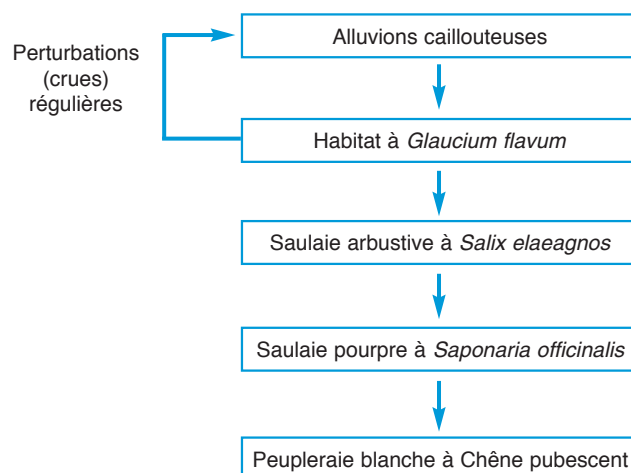 Alluvions caillouteuses
Perturbations
(crues)
régulières
Habitat à Glaucium flavum
Saulaie arbustive à Salix elaeagnos
Saulaie pourpre à Saponaria officinalis
Peupleraie blanche à Chêne pubescent